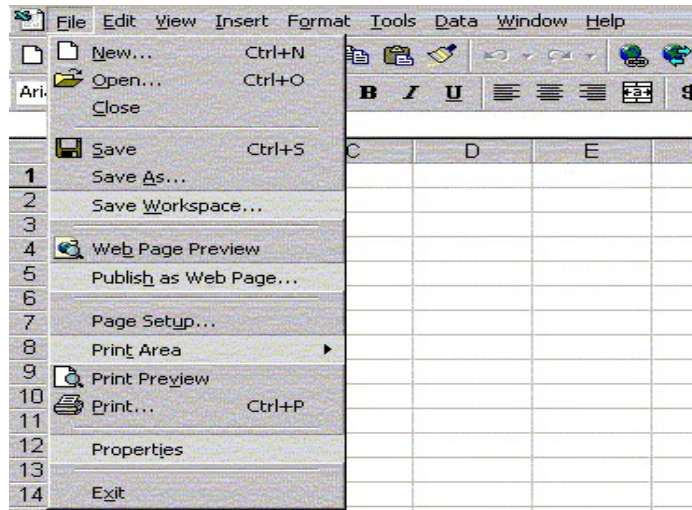 File Edit View Insert Format Tools Data Window Help
New... Ctrl+N
Open... Ctrl+O
Ari
B I U $
Close
Save Ctrl+S
C D E
1
Save As...
2
Save Workspace...
3
4 Web Page Preview
5 Publish as Web Page...
6
7 Page Setup...
8 Print Area
9 Print Preview
10 Print... Ctrl+P
11
12 Properties
13
14 Exit